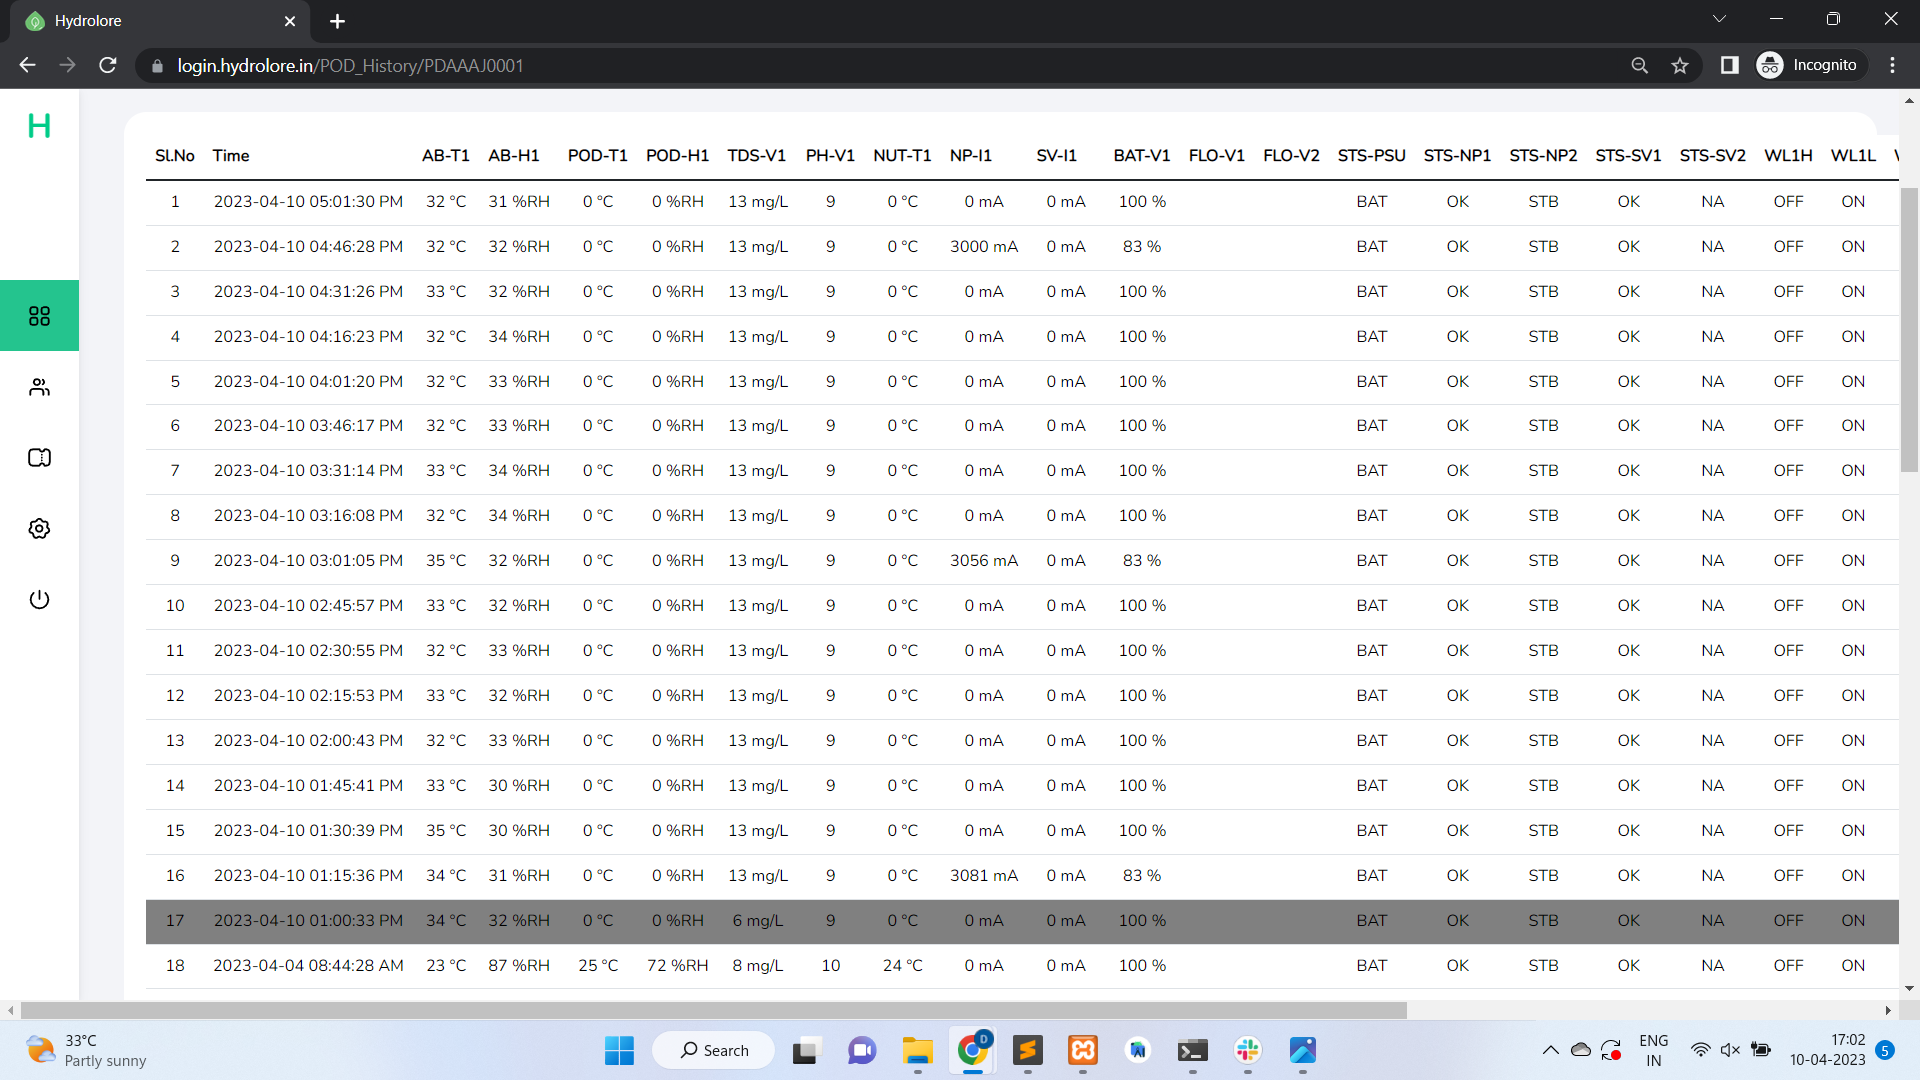 Hydrolore
login.hydrolore.in/POD_History/PDAAAJ0001
Incognito
H
Sl.No Time AB-T1 AB-H1 POD-T1 POD-H1 TDS-V1 PH-V1 NUT-T1 NP-I1 SV-I1 BAT-V1 FLO-V1 FLO-V2 STS-PSU STS-NP1 STS-NP2 STS-SV1 STS-SV2 WL1H WL1L
1 2023-04-10 05:01:30 PM 32 °C 31 %RH 0 °C 0 %RH 13 mg/L 9 0 °C 0 mA 0 mA 100 % BAT OK STB OK NA OFF ON
2 2023-04-10 04:46:28 PM 32 °C 32 %RH 0 °C 0 %RH 13 mg/L 9 0 °C 3000 mA 0 mA 83 % BAT OK STB OK NA OFF ON
3 2023-04-10 04:31:26 PM 33 °C 32 %RH 0 °C 0 %RH 13 mg/L 9 0 °C 0 mA 0 mA 100 % BAT OK STB OK NA OFF ON
4 2023-04-10 04:16:23 PM 32 °C 34 %RH 0 °C 0 %RH 13 mg/L 9 0 °C 0 mA 0 mA 100 % BAT OK STB OK NA OFF ON
5 2023-04-10 04:01:20 PM 32 °C 33 %RH 0 °C 0 %RH 13 mg/L 9 0 °C 0 mA 0 mA 100 % BAT OK STB OK NA OFF ON
6 2023-04-10 03:46:17 PM 32 °C 33 %RH 0 °C 0 %RH 13 mg/L 9 0 °C 0 mA 0 mA 100 % BAT OK STB OK NA OFF ON
7 2023-04-10 03:31:14 PM 33 °C 34 %RH 0 °C 0 %RH 13 mg/L 9 0 °C 0 mA 0 mA 100 % BAT OK STB OK NA OFF ON
8 2023-04-10 03:16:08 PM 32 °C 34 %RH 0 °C 0 %RH 13 mg/L 9 0 °C 0 mA 0 mA 100 % BAT OK STB OK NA OFF ON
9 2023-04-10 03:01:05 PM 35 °C 32 %RH 0 °C 0 %RH 13 mg/L 9 0 °C 3056 mA 0 mA 83 % BAT OK STB OK NA OFF ON
10 2023-04-10 02:45:57 PM 33 °C 32 %RH 0 °C 0 %RH 13 mg/L 9 0 °C 0 mA 0 mA 100 % BAT OK STB OK NA OFF ON
11 2023-04-10 02:30:55 PM 32 °C 33 %RH 0 °C 0 %RH 13 mg/L 9 0 °C 0 mA 0 mA 100 % BAT OK STB OK NA OFF ON
12 2023-04-10 02:15:53 PM 33 °C 32 %RH 0 °C 0 %RH 13 mg/L 9 0 °C 0 mA 0 mA 100 % BAT OK STB OK NA OFF ON
13 2023-04-10 02:00:43 PM 32 °C 33 %RH 0 °C 0 %RH 13 mg/L 9 0 °C 0 mA 0 mA 100 % BAT OK STB OK NA OFF ON
14 2023-04-10 01:45:41 PM 33 °C 30 %RH 0 °C 0 %RH 13 mg/L 9 0 °C 0 mA 0 mA 100 % BAT OK STB OK NA OFF ON
15 2023-04-10 01:30:39 PM 35 °C 30 %RH 0 °C 0 %RH 13 mg/L 9 0 °C 0 mA 0 mA 100 % BAT OK STB OK NA OFF ON
16 2023-04-10 01:15:36 PM 34 °C 31 %RH 0 °C 0 %RH 13 mg/L 9 0 °C 3081 mA 0 mA 83 % BAT OK STB OK NA OFF ON
17 2023-04-10 01:00:33 PM 34 °C 32 %RH 0 °C 0 %RH 6 mg/L 9 0 °C 0 mA 0 mA 100 % BAT OK STB OK NA OFF ON
18 2023-04-04 08:44:28 AM 23 °C 87 %RH 25 °C 72 %RH 8 mg/L 10 24 °C 0 mA 0 mA 100 % BAT OK STB OK NA OFF ON
33°C
Partly sunny
Search
D
ENG
IN
17:02
10-04-2023
5